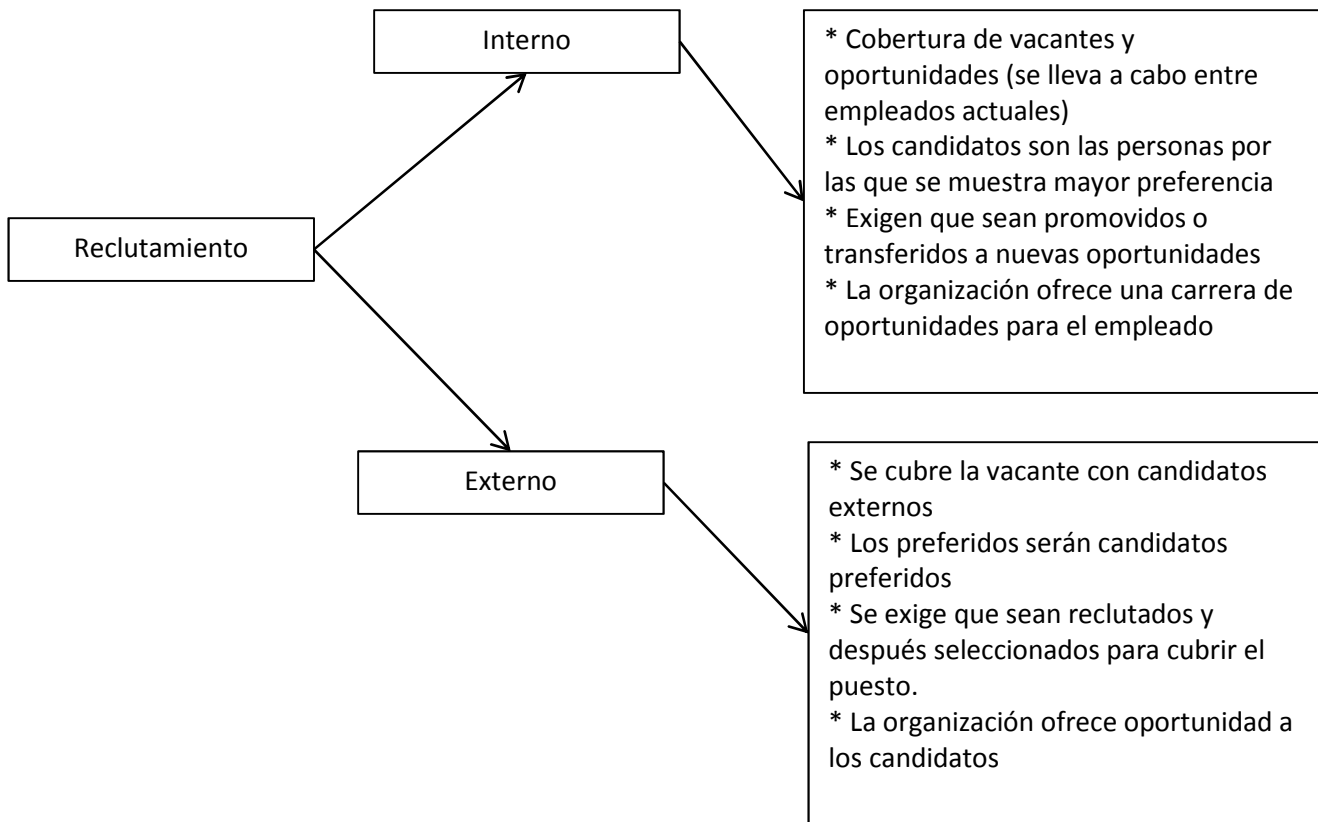 Interno
* Cobertura de vacantes y
oportunidades (se lleva a cabo entre
empleados actuales)
* Los candidatos son las personas por
las que se muestra mayor preferencia
* Exigen que sean promovidos o
transferidos a nuevas oportunidades
* La organización ofrece una carrera de
oportunidades para el empleado
Reclutamiento
Externo
* Se cubre la vacante con candidatos
externos
* Los preferidos serán candidatos
preferidos
* Se exige que sean reclutados y
después seleccionados para cubrir el
puesto.
* La organización ofrece oportunidad a
los candidatos